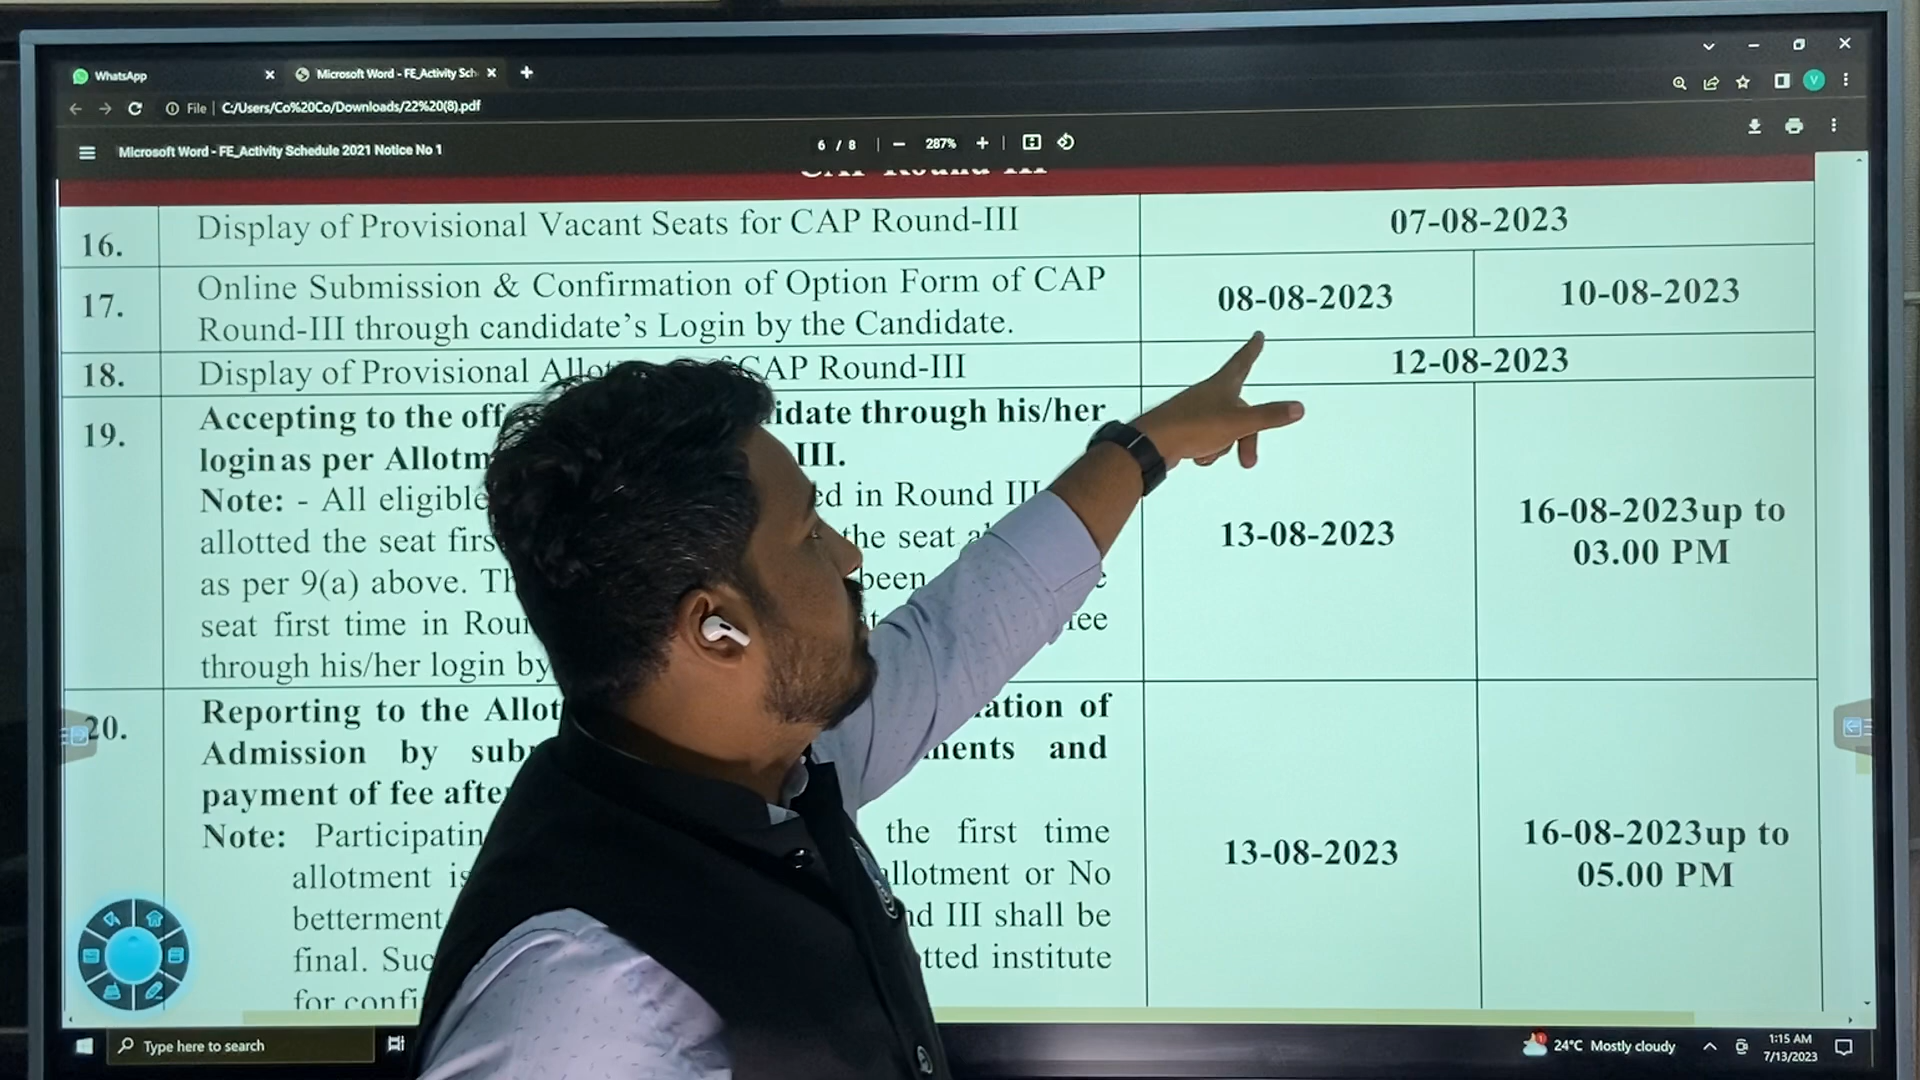 WhatsApp
Microsoft Word - FE_Activity Sch
File | C:/Users/Co%20Co/Downloads/22%20(8).pdf
V
Microsoft Word - FE_Activity Schedule 2021 Notice No 1
6 / 8
287%
CAP Round III
16. Display of Provisional Vacant Seats for CAP Round-III 07-08-2023
17. Online Submission & Confirmation of Option Form of CAP
Round-III through candidate's Login by the Candidate.
08-08-2023 10-08-2023
18. Display of Provisional CAP Round-III 12-08-2023
19. Accepting to the through his/her
login as per III.
Note: - All eligible in Round III
allotted the seat the seat
as per 9(a) above. been
seat first time in fee
through his/her login by
13-08-2023
16-08-2023up to
03.00 PM
20. Reporting to the of
Admission by and
payment of fee
Note: the first time
allotment or No
betterment III shall be
final. institute
for
13-08-2023
16-08-2023up to
05.00 PM
Type here to search
24°C Mostly cloudy
1:15 AM
7/13/2023